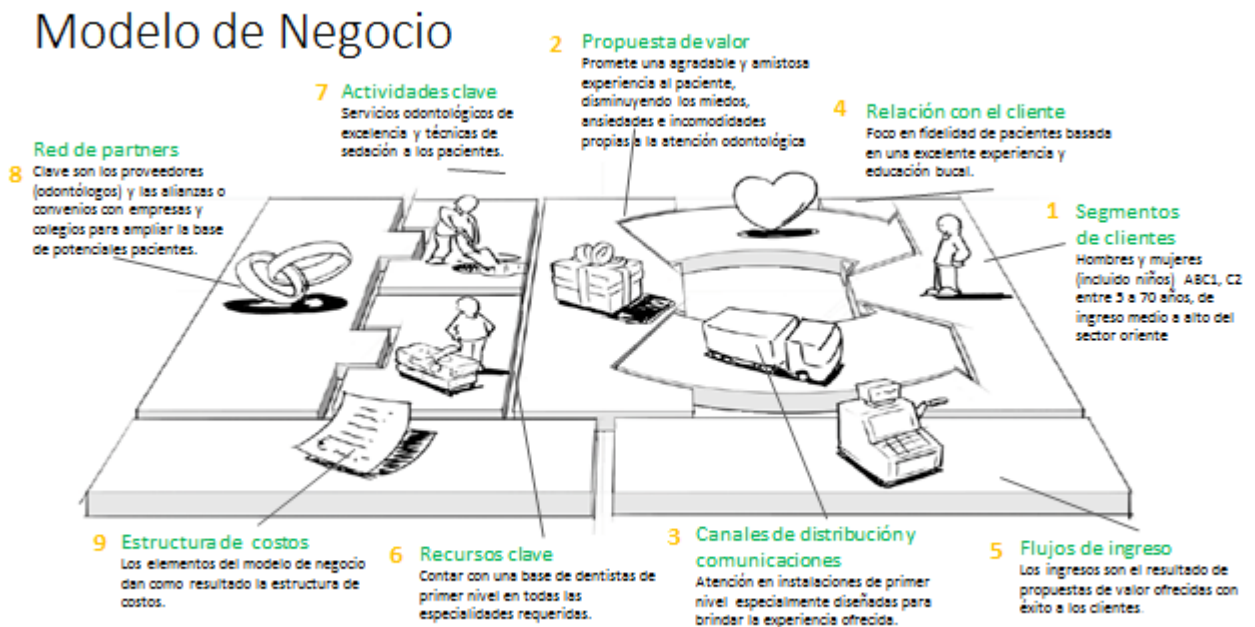 Modelo de Negocio
2 Propuesta de valor
Promete una agradable y amistosa
experiencia al paciente,
disminuyendo los miedos,
ansiedades e incomodidades
propias a la atención odontológica
7 Actividades clave
Servicios odontológicos de
excelencia y técnicas de
sedación a los pacientes.
4 Relación con el cliente
Foco en fidelidad de pacientes basada
en una excelente experiencia y
educación bucal.
Red de partners
8 Clave son los proveedores
(odontólogos) y las alianzas o
convenios con empresas y
colegios para ampliar la base
de potenciales pacientes.
1 Segmentos
de clientes
Hombres y mujeres
(incluido niños) ABC1, C2
entre 5 a 70 años, de
ingreso medio a alto del
sector oriente
9 Estructura de costos
Los elementos del modelo de negocio
dan como resultado la estructura de
costos.
6 Recursos clave
Contar con una base de dentistas de
primer nivel en todas las
especialidades requeridas.
3 Canales de distribución y
comunicaciones
Atención en instalaciones de primer
nivel especialmente diseñadas para
brindar la experiencia ofrecida.
5 Flujos de ingreso
Los ingresos son el resultado de
propuestas de valor ofrecidas con
éxito a los clientes.